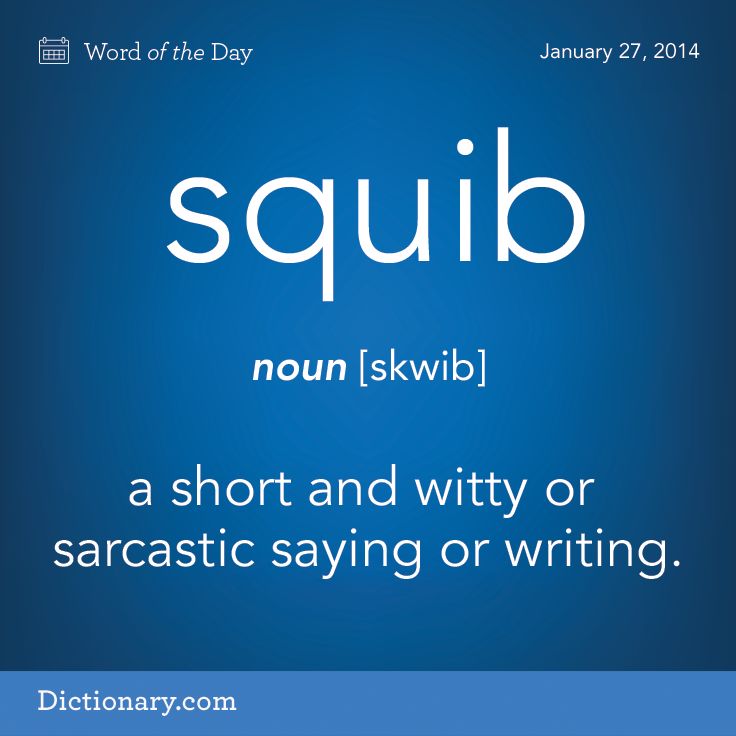 Word of the Day
January 27, 2014
squib
noun [skwib]
a short and witty or
sarcastic saying or writing.
Dictionary.com